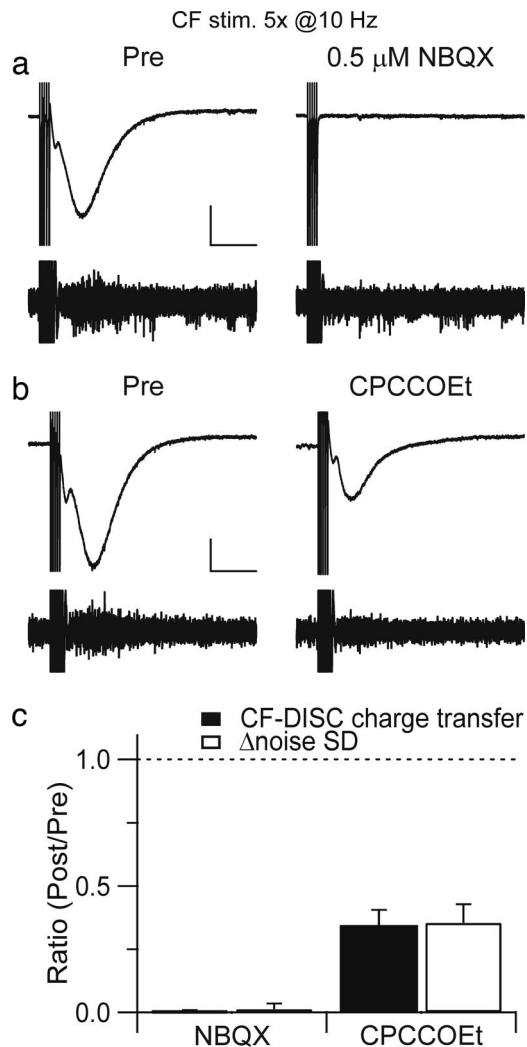 CF stim. 5x @10 Hz
a
Pre
0.5 μM NBQX
b
Pre
CPCCOEt
c
CF-DISC charge transfer
Δnoise SD
1.0
0.5
0.0
Ratio (Post/Pre)
NBQX
CPCCOEt